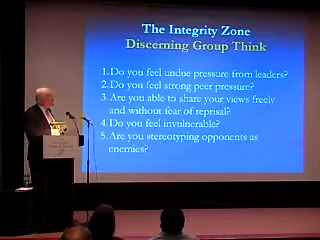 The Integrity Zone
Discerning Group Think
1.Do you feel undue pressure from leaders?
2.Do you feel strong peer pressure?
3.Are you able to share your views freely
and without fear of reprisal?
4.Do you feel invulnerable?
5.Are you stereotyping opponents as
enemies?